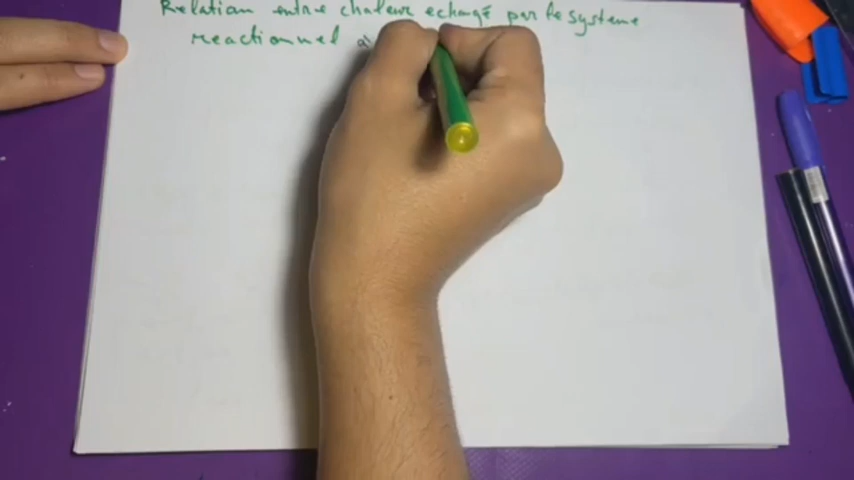 Relation entre chaleur echangé par le systeme
reactionnel à